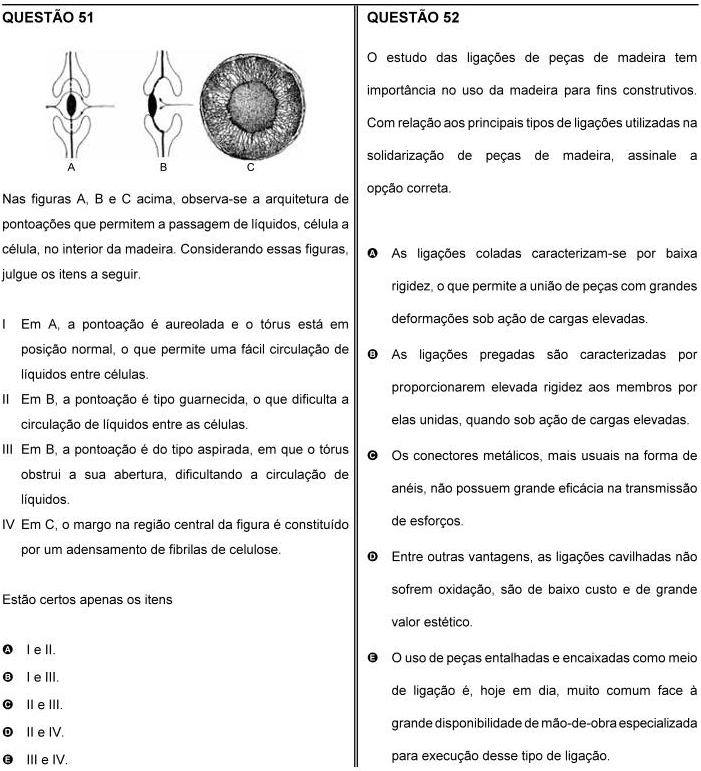 QUESTÃO 51
A
B
C
Nas figuras A, B e C acima, observa-se a arquitetura de
pontoações que permitem a passagem de líquidos, célula a
célula, no interior da madeira. Considerando essas figuras,
julgue os itens a seguir.
I Em A, a pontoação é aureolada e o tórus está em
posição normal, o que permite uma fácil circulação de
líquidos entre células.
II Em B, a pontoação é tipo guarnecida, o que dificulta a
circulação de líquidos entre as células.
III Em B, a pontoação é do tipo aspirada, em que o tórus
obstrui a sua abertura, dificultando a circulação de
líquidos.
IV Em C, o margo na região central da figura é constituído
por um adensamento de fibrilas de celulose.
Estão certos apenas os itens
A I e II.
B I e III.
C II e III.
D II e IV.
E III e IV.
QUESTÃO 52
O estudo das ligações de peças de madeira tem
importância no uso da madeira para fins construtivos.
Com relação aos principais tipos de ligações utilizadas na
solidarização de peças de madeira, assinale a
opção correta.
A As ligações coladas caracterizam-se por baixa
rigidez, o que permite a união de peças com grandes
deformações sob ação de cargas elevadas.
B As ligações pregadas são caracterizadas por
proporcionarem elevada rigidez aos membros por
elas unidas, quando sob ação de cargas elevadas.
C Os conectores metálicos, mais usuais na forma de
anéis, não possuem grande eficácia na transmissão
de esforços.
D Entre outras vantagens, as ligações cavilhadas não
sofrem oxidação, são de baixo custo e de grande
valor estético.
E O uso de peças entalhadas e encaixadas como meio
de ligação é, hoje em dia, muito comum face à
grande disponibilidade de mão-de-obra especializada
para execução desse tipo de ligação.